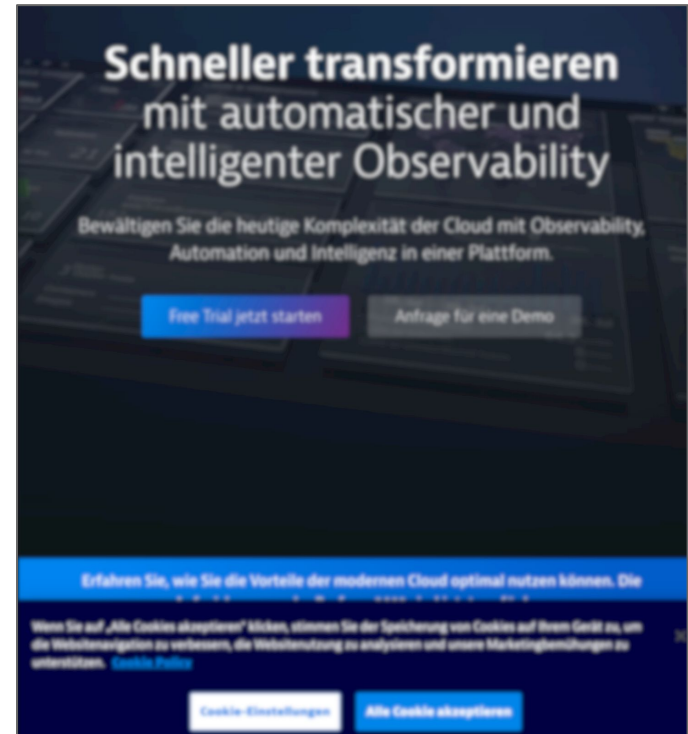 Schneller transformieren
mit automatischer und
intelligenter Observability
Bewältigen Sie die heutige Komplexität der Cloud mit Observability,
Automation und Intelligenz in einer Plattform.
Free Trial jetzt starten
Anfrage für eine Demo
Erfahren Sie, wie Sie die Vorteile der modernen Cloud optimal nutzen können. Die
Wenn Sie auf „Alle Cookies akzeptieren“ klicken, stimmen Sie der Speicherung von Cookies auf Ihrem Gerät zu, um
die Websitenavigation zu verbessern, die Websitenutzung zu analysieren und unsere Marketingbemühungen zu
unterstützen. Cookie Policy
Cookie-Einstellungen
Alle Cookie akzeptieren